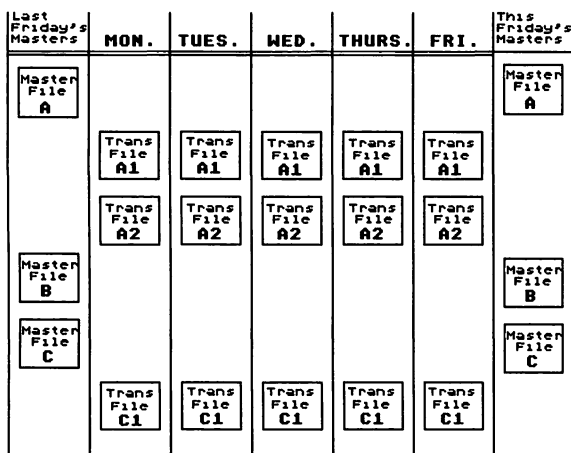 Last
Friday's
Masters
MON.
TUES.
WED.
THURS.
FRI.
This
Friday's
Masters
Master
File
A
Master
File
A
Trans
File
A1
Trans
File
A1
Trans
File
A1
Trans
File
A1
Trans
File
A1
Trans
File
A2
Trans
File
A2
Trans
File
A2
Trans
File
A2
Trans
File
A2
Master
File
B
Master
File
B
Master
File
C
Master
File
C
Trans
File
C1
Trans
File
C1
Trans
File
C1
Trans
File
C1
Trans
File
C1